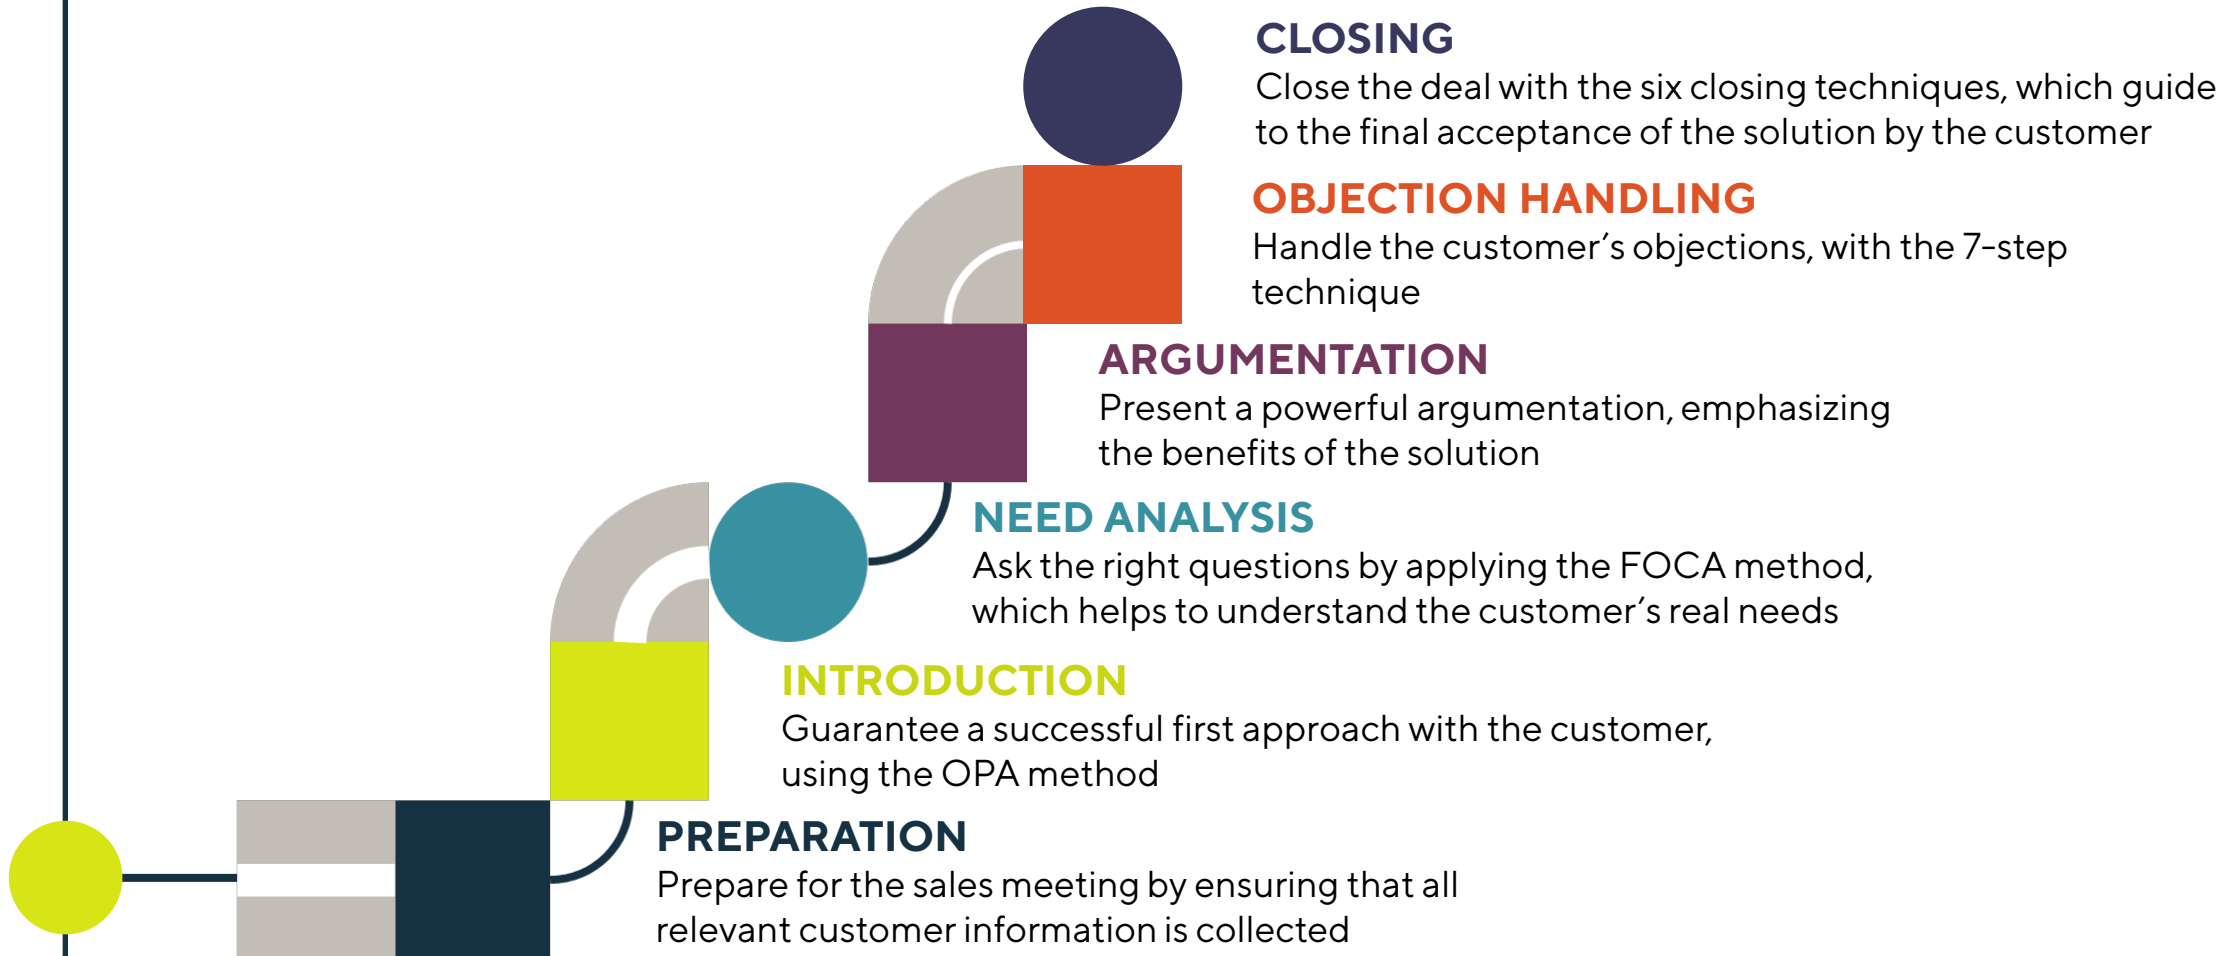 CLOSING
Close the deal with the six closing techniques, which guide
to the final acceptance of the solution by the customer
OBJECTION HANDLING
Handle the customer’s objections, with the 7-step
technique
ARGUMENTATION
Present a powerful argumentation, emphasizing
the benefits of the solution
NEED ANALYSIS
Ask the right questions by applying the FOCA method,
which helps to understand the customer’s real needs
INTRODUCTION
Guarantee a successful first approach with the customer,
using the OPA method
PREPARATION
Prepare for the sales meeting by ensuring that all
relevant customer information is collected